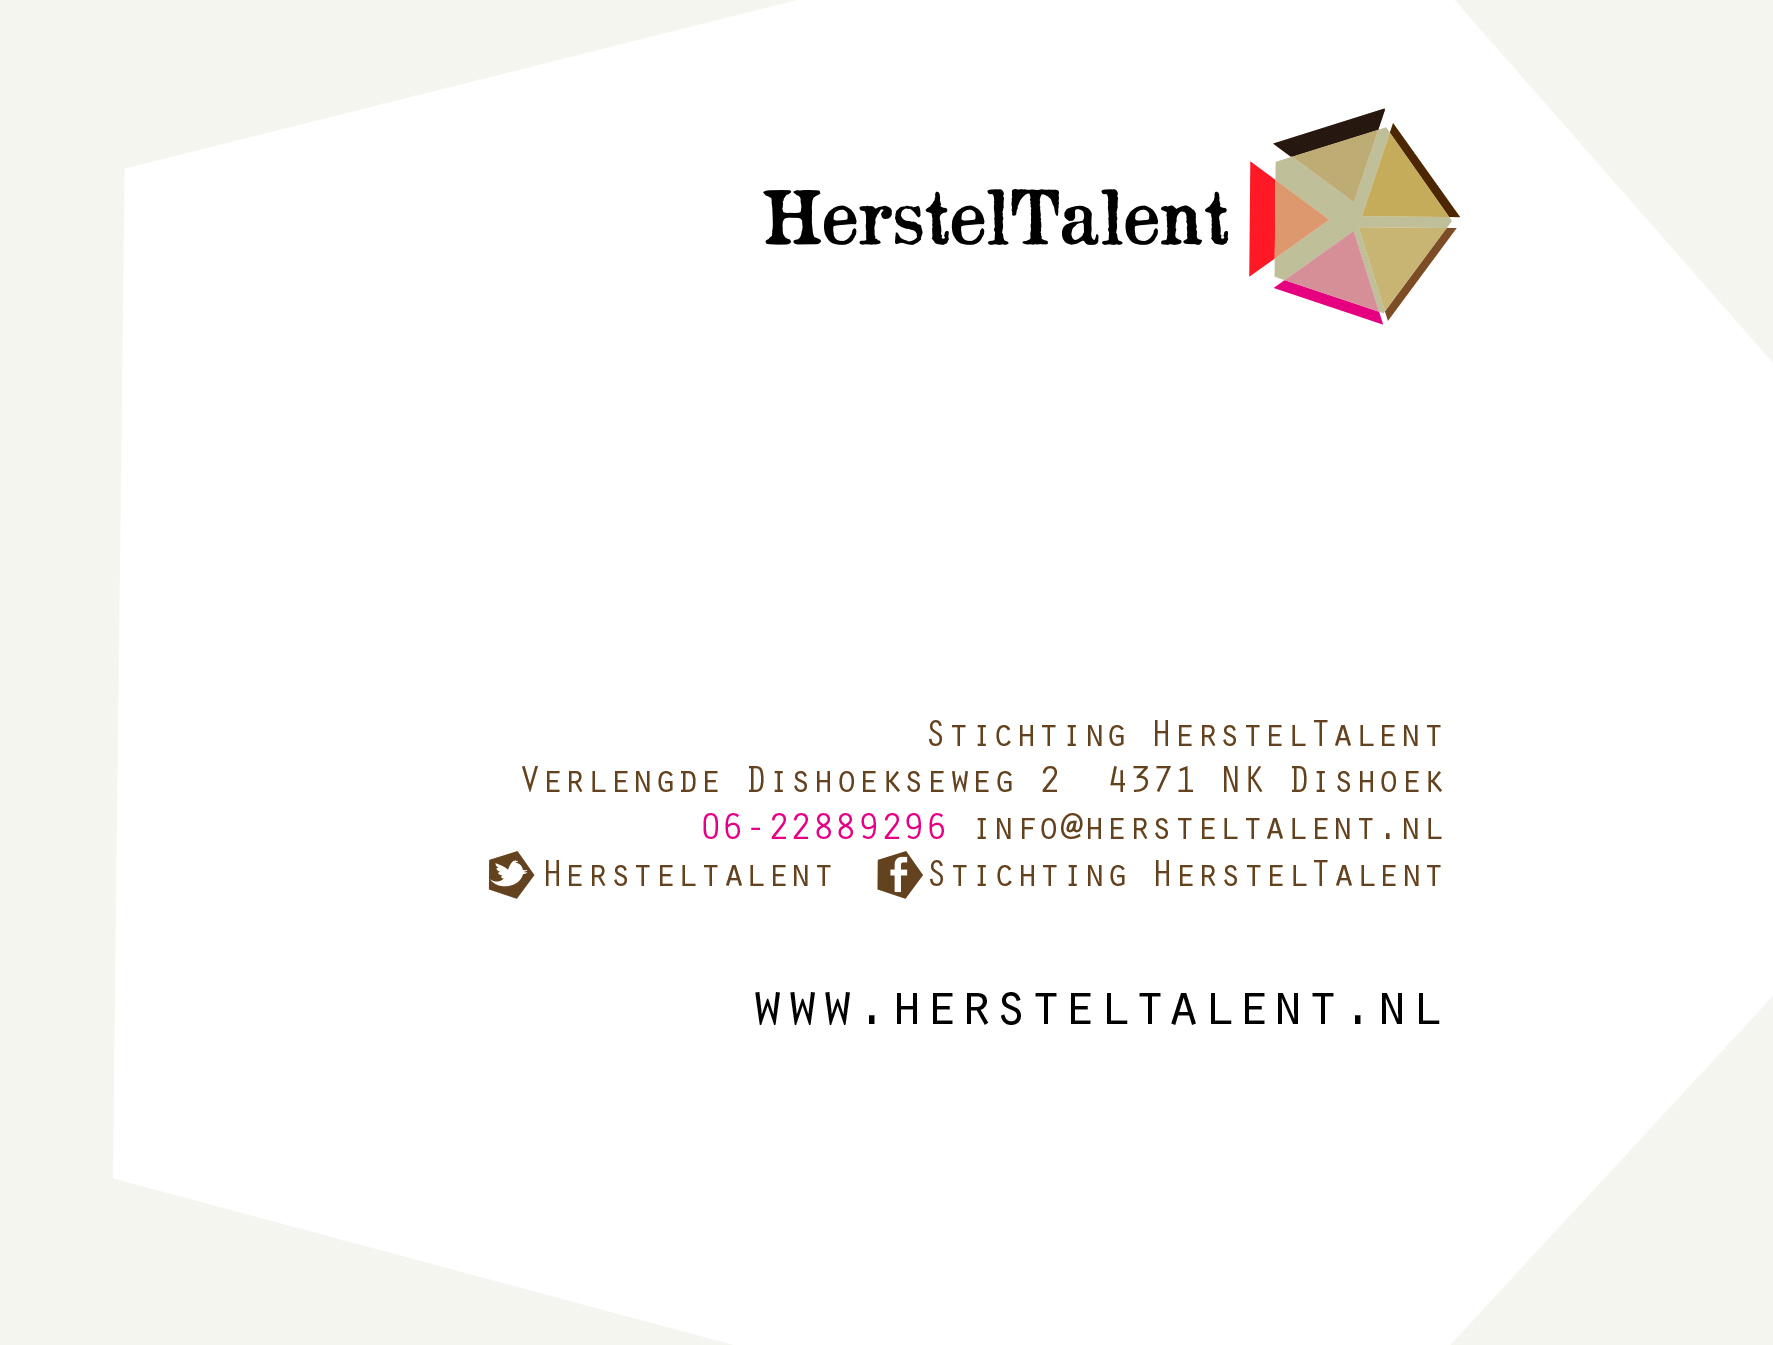 HerstelTalent
Stichting HerstelTalent
Verlengde Dishoekseweg 2  4371 NK Dishoek
06-22889296 info@hersteltalent.nl
Hersteltalent  Stichting HerstelTalent
www.hersteltalent.nl